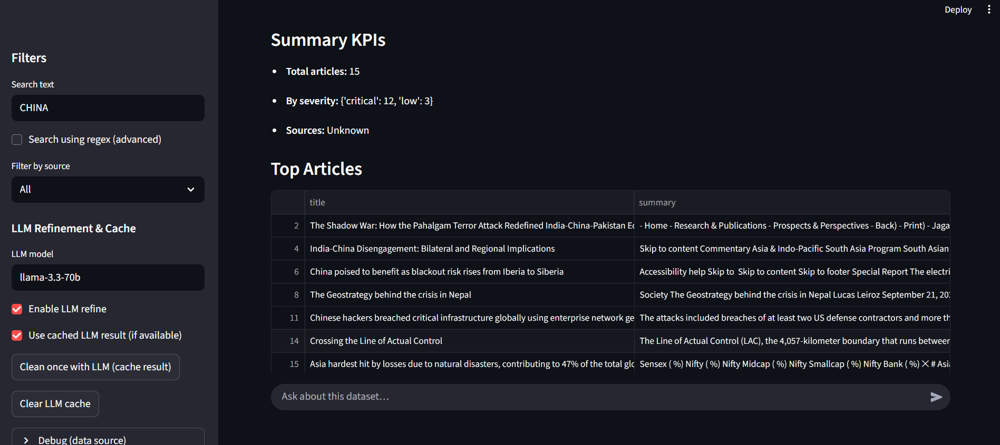 Deploy
Filters
Search text
CHINA
Search using regex (advanced)
Filter by source
All
LLM Refinement & Cache
LLM model
llama-3.3-70b
Enable LLM refine
Use cached LLM result (if available)
Clean once with LLM (cache result)
Clear LLM cache
Debug (data source)
Summary KPIs
• Total articles: 15
• By severity: {'critical': 12, 'low': 3}
• Sources: Unknown
Top Articles
title summary
2 The Shadow War: How the Pahalgam Terror Attack Redefined India-China-Pakistan Ec - Home - Research & Publications - Prospects & Perspectives - Back) - Print) - Jaga
4 India-China Disengagement: Bilateral and Regional Implications Skip to content Commentary Asia & Indo-Pacific South Asia Program South Asian
6 China poised to benefit as blackout risk rises from Iberia to Siberia Accessibility help Skip to Skip to content Skip to footer Special Report The electri
8 The Geostrategy behind the crisis in Nepal Society The Geostrategy behind the crisis in Nepal Lucas Leiroz September 21, 20
11 Chinese hackers breached critical infrastructure globally using enterprise network ge The attacks included breaches of at least two US defense contractors and more th
14 Crossing the Line of Actual Control The Line of Actual Control (LAC), the 4,057-kilometer boundary that runs between
15 Asia hardest hit by losses due to natural disasters, contributing to 47% of the total glo Sensex ( %) Nifty ( %) Nifty Midcap ( %) Nifty Smallcap ( %) Nifty Bank ( %) ✕ # Asi
Ask about this dataset…